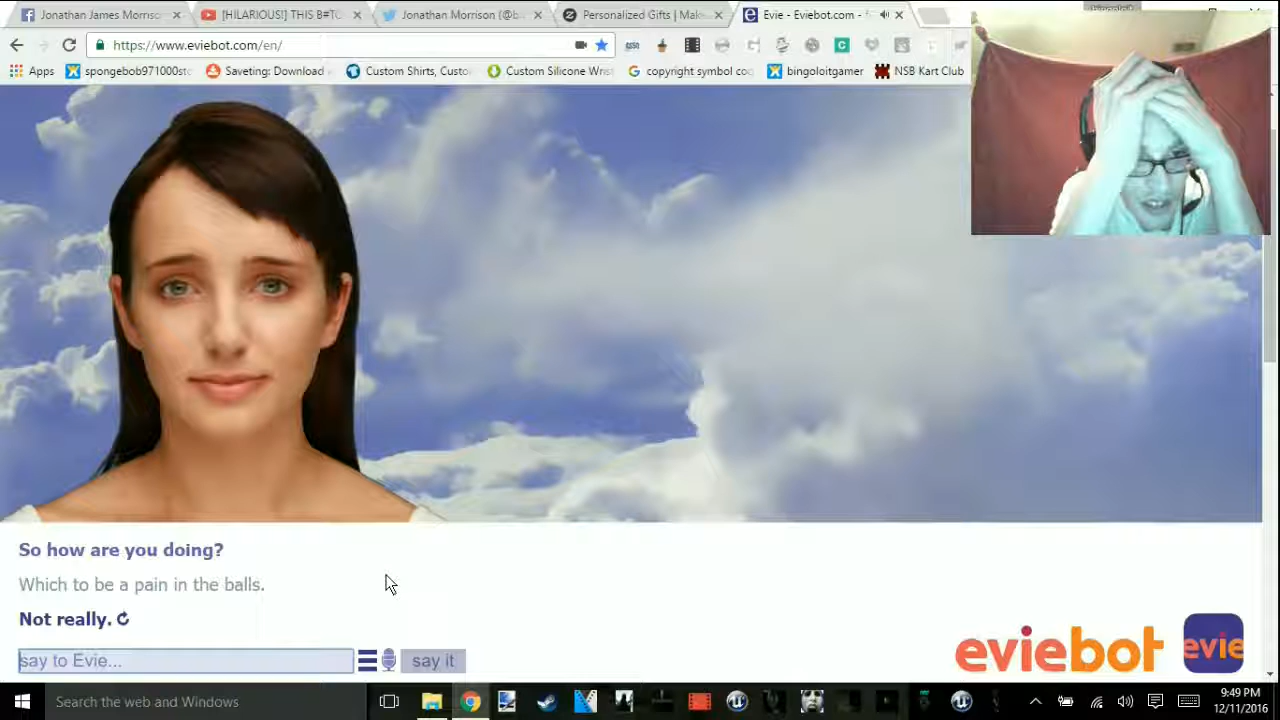 Jonathan James Morriso
[HILARIOUS!] THIS B#TC
Jonathan Morrison (@b
Personalized Gifts | Mak
Evie - Eviebot.com -
https://www.eviebot.com/en/
Apps
spongebob971000
Saveting: Download
Custom Shirts, Custo
Custom Silicone Wris
copyright symbol co
bingoloitgamer
NSB Kart Club
So how are you doing?
Which to be a pain in the balls.
Not really.
say to Evie...
say it
eviebot
evie
Search the web and Windows
9:49 PM
12/11/2016